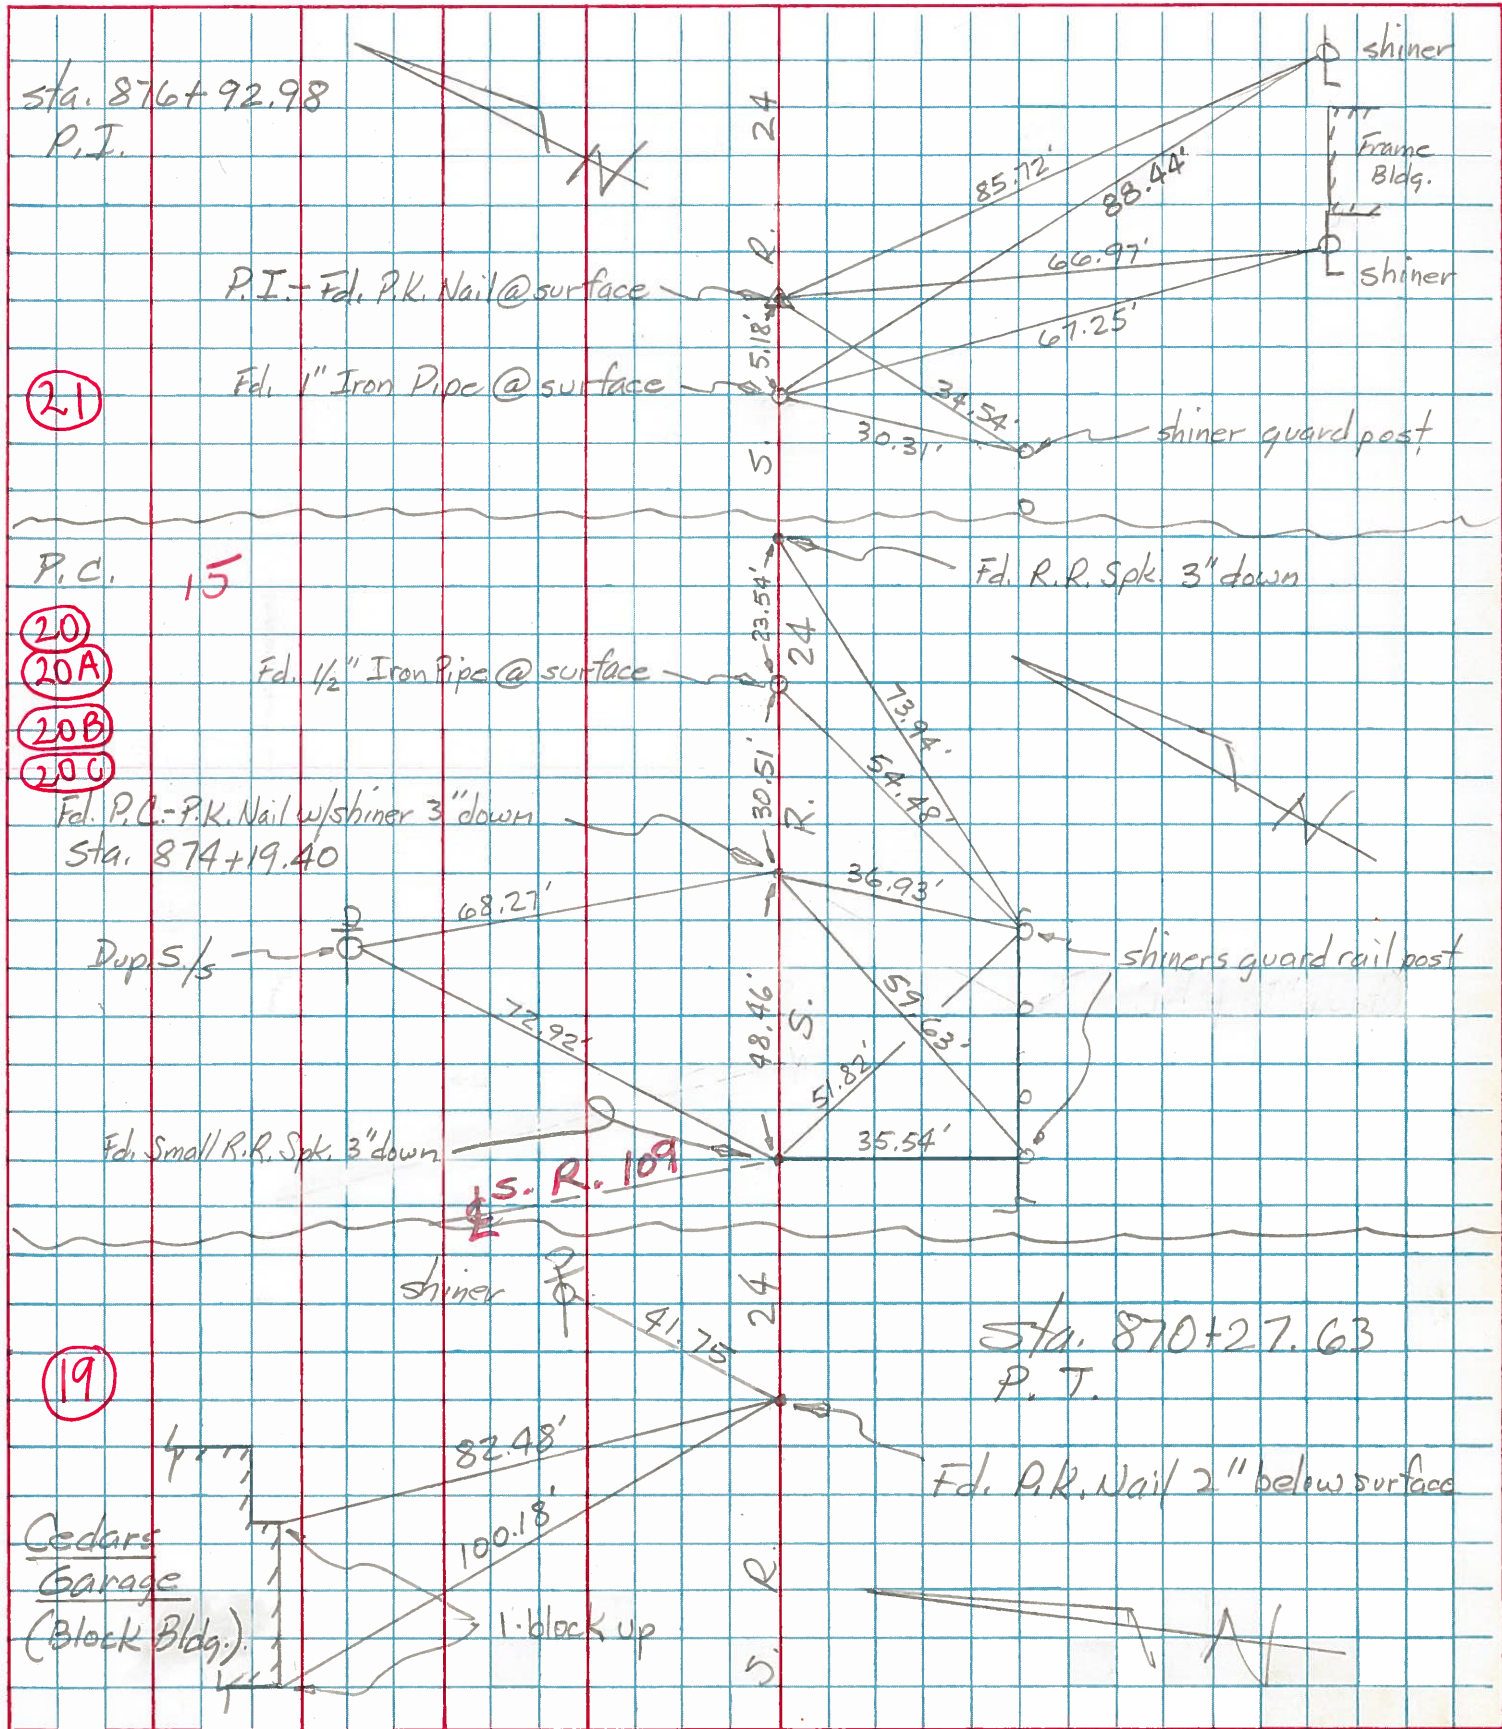 sta. 876+92.98
P.I.
N
24
R.
S.
shiner
Frame
Bldg.
shiner
85.72'
88.44'
66.97'
67.25'
P.I.-Fd. P.K. Nail @ surface
5.18'
Fd. 1" Iron Pipe @ surface
21
34.54'
30.31'
shiner guard post
P.C.
15
Fd. R.R. Spk. 3" down
20
20A
20B
20C
23.54'
24
Fd. 1/2" Iron Pipe @ surface
73.94'
54.48'
30.51'
R.
N
Fd. P.C.-P.K. Nail w/shiner 3" down
Sta. 874+19.40
36.93'
68.27'
Dup. S/s
shiners guard rail post
48.46'
S.
59.63'
72.92'
51.82'
Fd. Small R.R. Spk. 3" down
35.54'
℄ S. R. 109
shiner
24
41.75
Sta. 870+27.63
P.T.
19
82.48'
Fd. P.K. Nail 2" below surface
100.18'
Cedars
Garage
(Block Bldg.)
R.
1-block up
S.
N